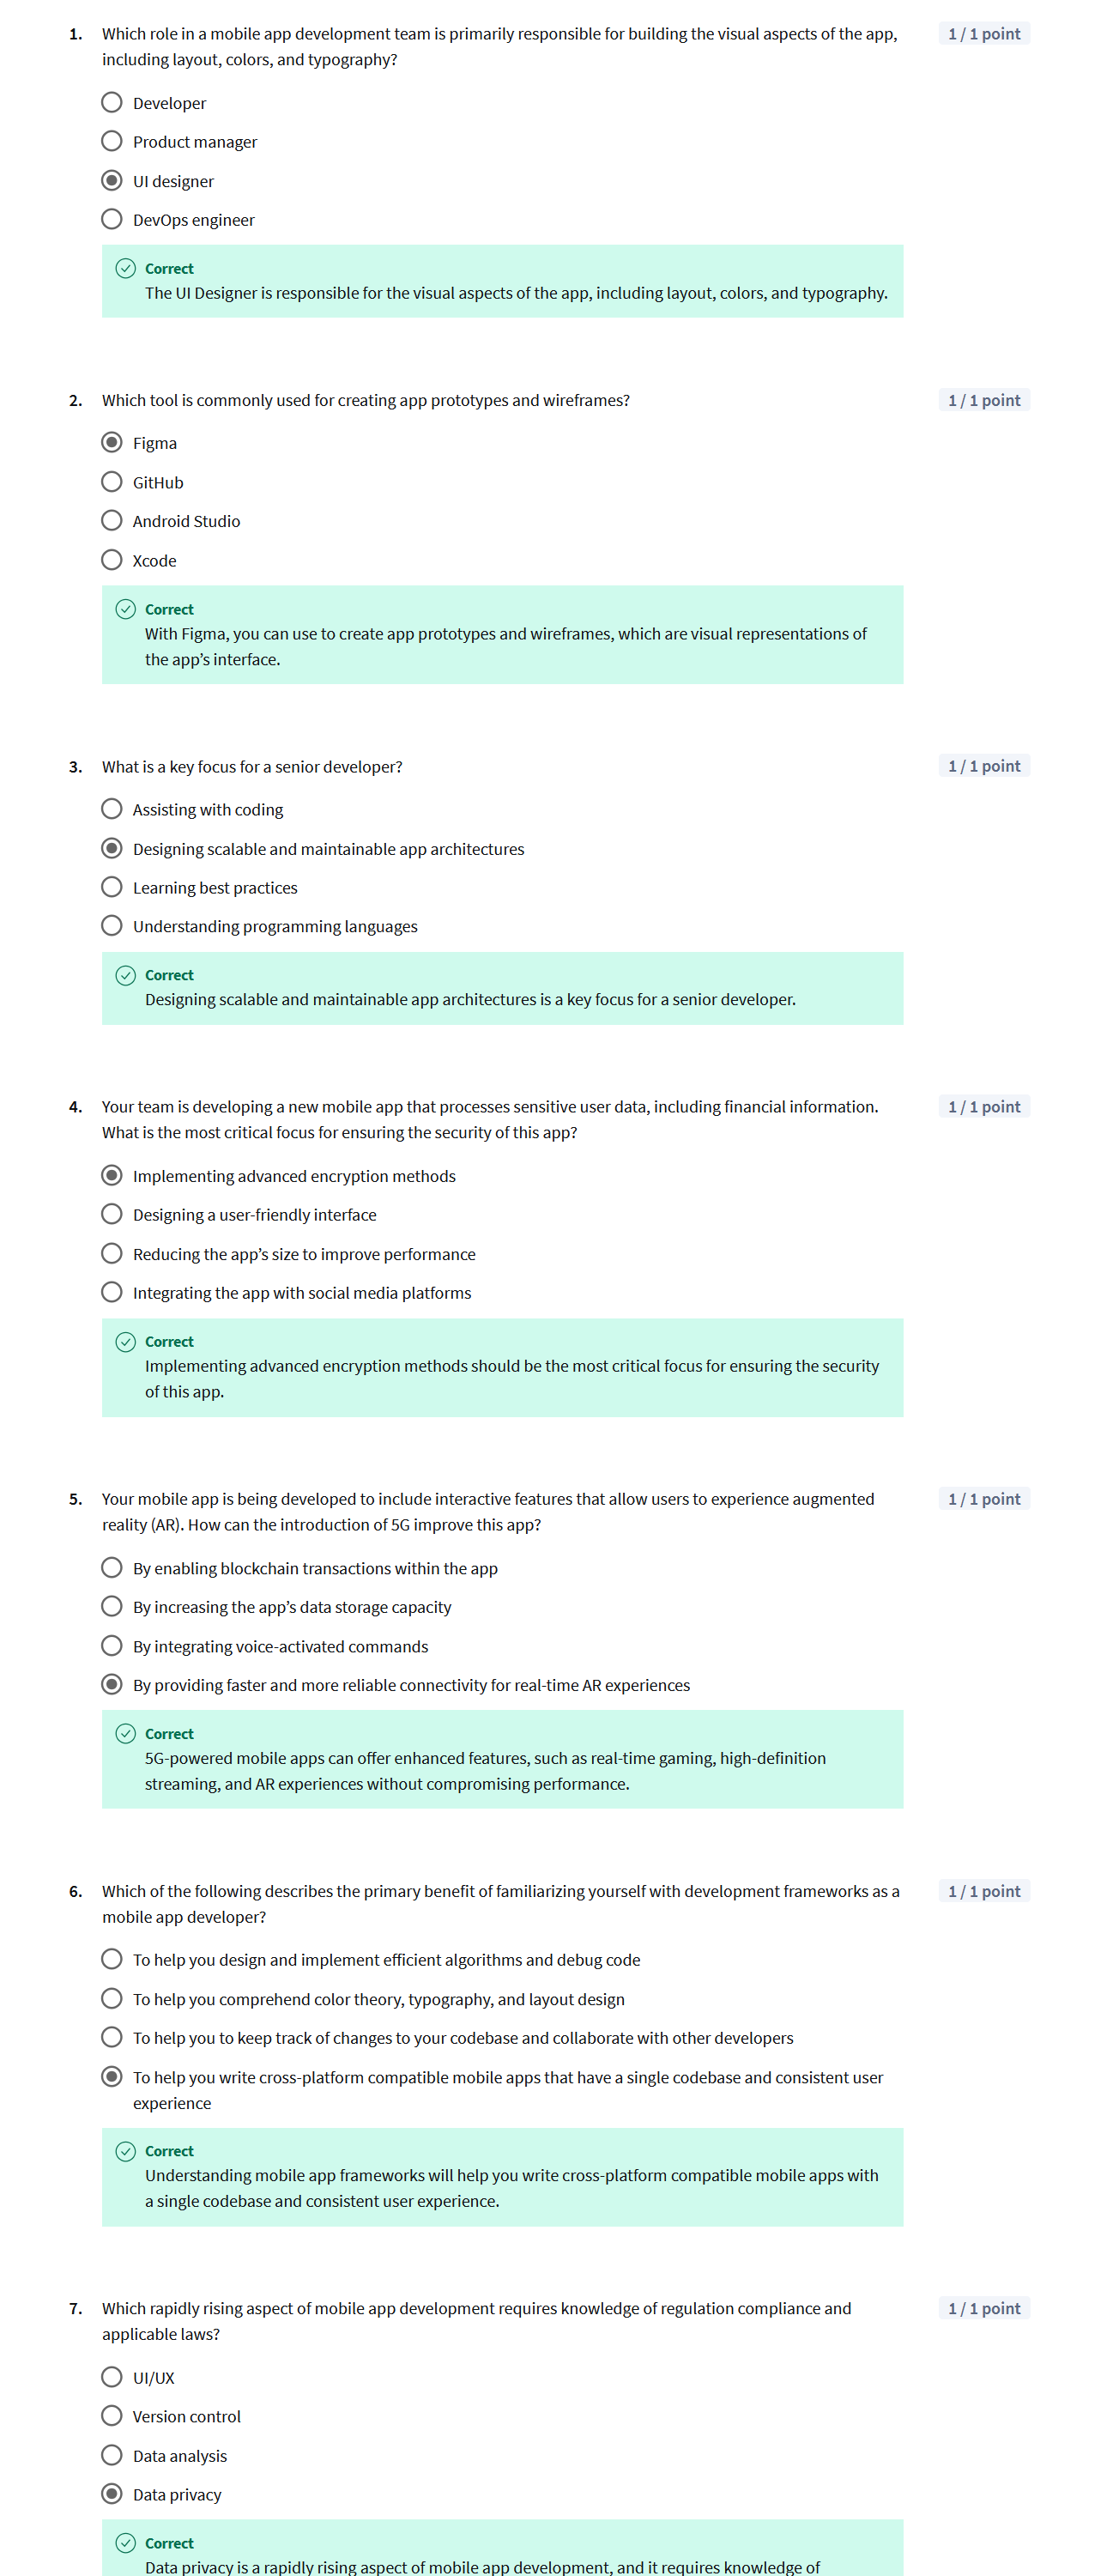 1. Which role in a mobile app development team is primarily responsible for building the visual aspects of the app, 1 / 1 point
including layout, colors, and typography?
Developer
Product manager
UI designer
DevOps engineer
Correct
The UI Designer is responsible for the visual aspects of the app, including layout, colors, and typography.
2. Which tool is commonly used for creating app prototypes and wireframes? 1 / 1 point
Figma
GitHub
Android Studio
Xcode
Correct
With Figma, you can use to create app prototypes and wireframes, which are visual representations of
the app’s interface.
3. What is a key focus for a senior developer? 1 / 1 point
Assisting with coding
Designing scalable and maintainable app architectures
Learning best practices
Understanding programming languages
Correct
Designing scalable and maintainable app architectures is a key focus for a senior developer.
4. Your team is developing a new mobile app that processes sensitive user data, including financial information. 1 / 1 point
What is the most critical focus for ensuring the security of this app?
Implementing advanced encryption methods
Designing a user-friendly interface
Reducing the app’s size to improve performance
Integrating the app with social media platforms
Correct
Implementing advanced encryption methods should be the most critical focus for ensuring the security
of this app.
5. Your mobile app is being developed to include interactive features that allow users to experience augmented 1 / 1 point
reality (AR). How can the introduction of 5G improve this app?
By enabling blockchain transactions within the app
By increasing the app’s data storage capacity
By integrating voice-activated commands
By providing faster and more reliable connectivity for real-time AR experiences
Correct
5G-powered mobile apps can offer enhanced features, such as real-time gaming, high-definition
streaming, and AR experiences without compromising performance.
6. Which of the following describes the primary benefit of familiarizing yourself with development frameworks as a 1 / 1 point
mobile app developer?
To help you design and implement efficient algorithms and debug code
To help you comprehend color theory, typography, and layout design
To help you to keep track of changes to your codebase and collaborate with other developers
To help you write cross-platform compatible mobile apps that have a single codebase and consistent user
experience
Correct
Understanding mobile app frameworks will help you write cross-platform compatible mobile apps with
a single codebase and consistent user experience.
7. Which rapidly rising aspect of mobile app development requires knowledge of regulation compliance and 1 / 1 point
applicable laws?
UI/UX
Version control
Data analysis
Data privacy
Correct
Data privacy is a rapidly rising aspect of mobile app development, and it requires knowledge of